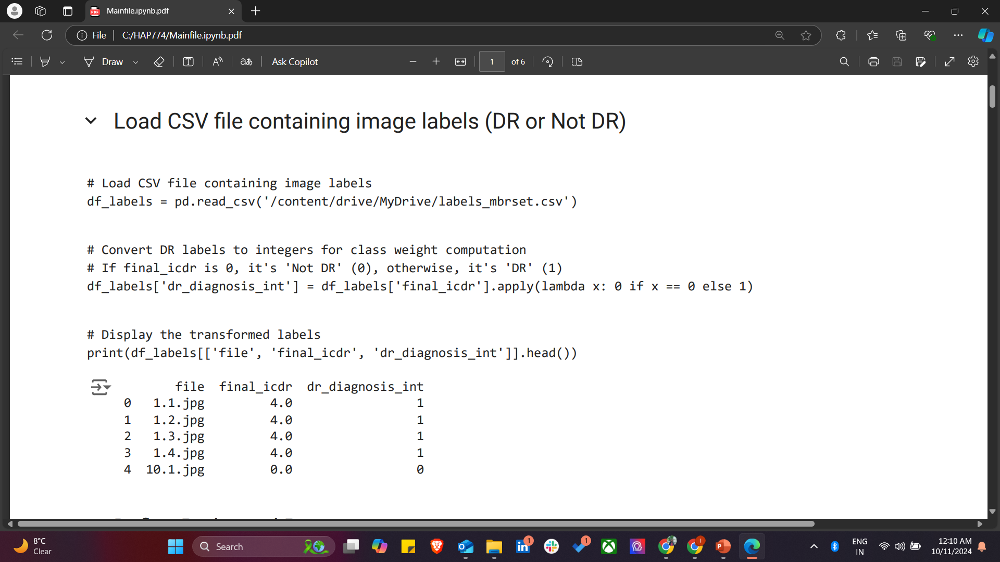 Mainfile.ipynb.pdf
File
C:/HAP774/Mainfile.ipynb.pdf
Draw
Ask Copilot
1 of 6
Load CSV file containing image labels (DR or Not DR)
# Load CSV file containing image labels
df_labels = pd.read_csv('/content/drive/MyDrive/labels_mbrset.csv')
# Convert DR labels to integers for class weight computation
# If final_icdr is 0, it's 'Not DR' (0), otherwise, it's 'DR' (1)
df_labels['dr_diagnosis_int'] = df_labels['final_icdr'].apply(lambda x: 0 if x == 0 else 1)
# Display the transformed labels
print(df_labels[['file', 'final_icdr', 'dr_diagnosis_int']].head())
file final_icdr dr_diagnosis_int
0 1.1.jpg 4.0 1
1 1.2.jpg 4.0 1
2 1.3.jpg 4.0 1
3 1.4.jpg 4.0 1
4 10.1.jpg 0.0 0
8°C
Clear
Search
1
1
ENG
IN
12:10 AM
10/11/2024